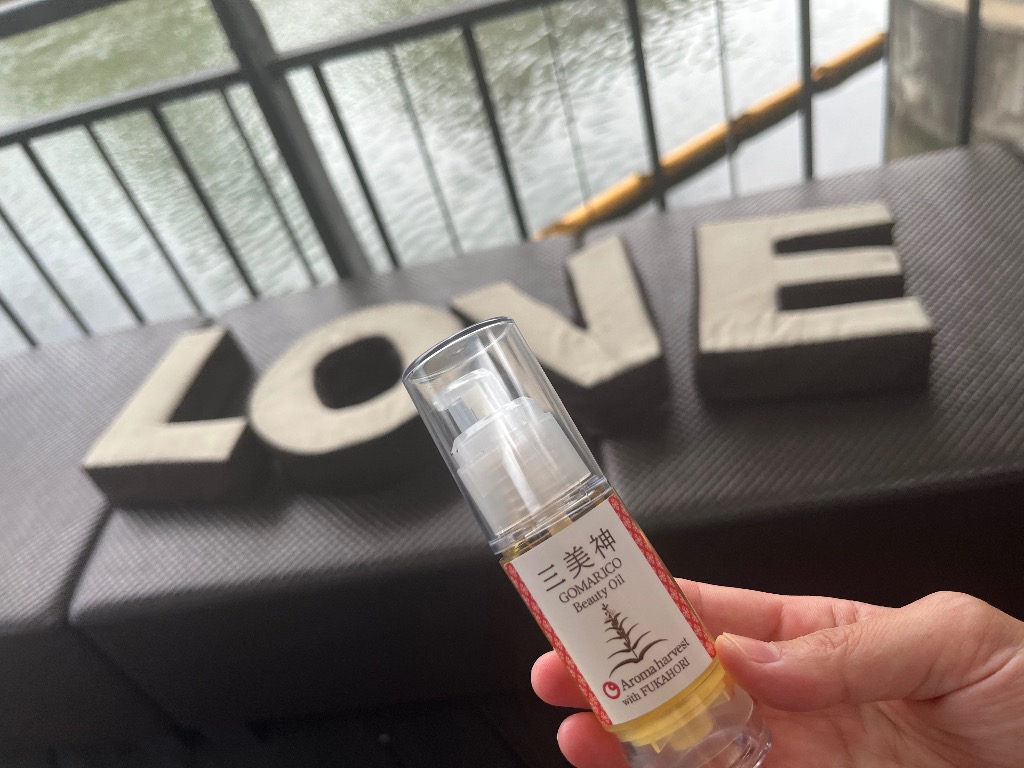 LOVE
三美神
GOMARICO
Beauty Oil
Aroma harvest
with FUKAHORI